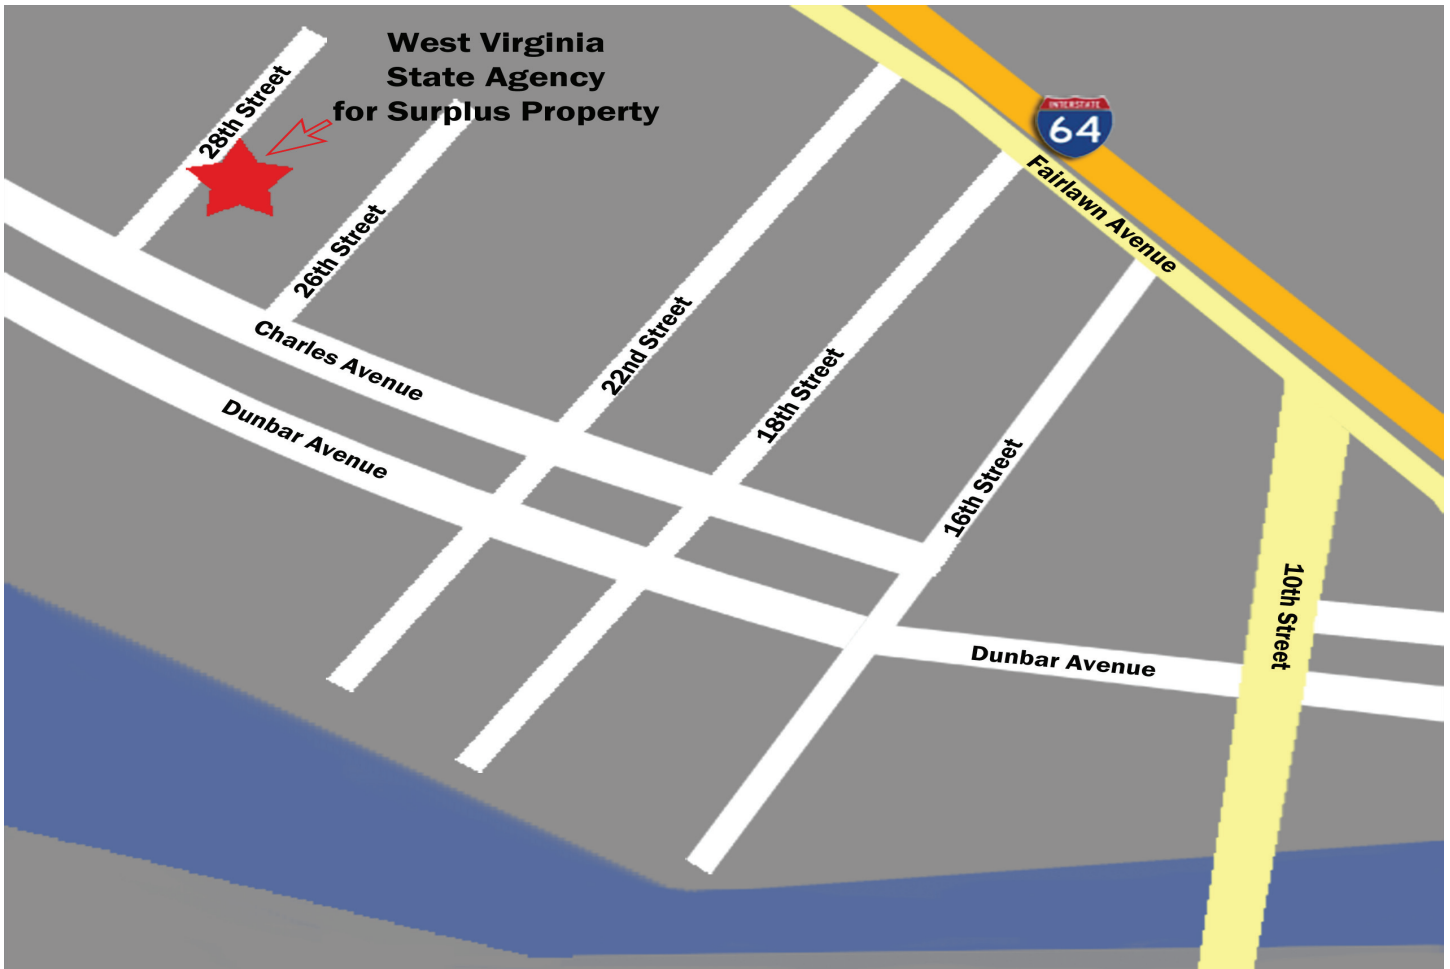 West Virginia
State Agency
for Surplus Property
28th Street
26th Street
INTERSTATE
64
Fairlawn Avenue
22nd Street
18th Street
Charles Avenue
Dunbar Avenue
16th Street
10th Street
Dunbar Avenue